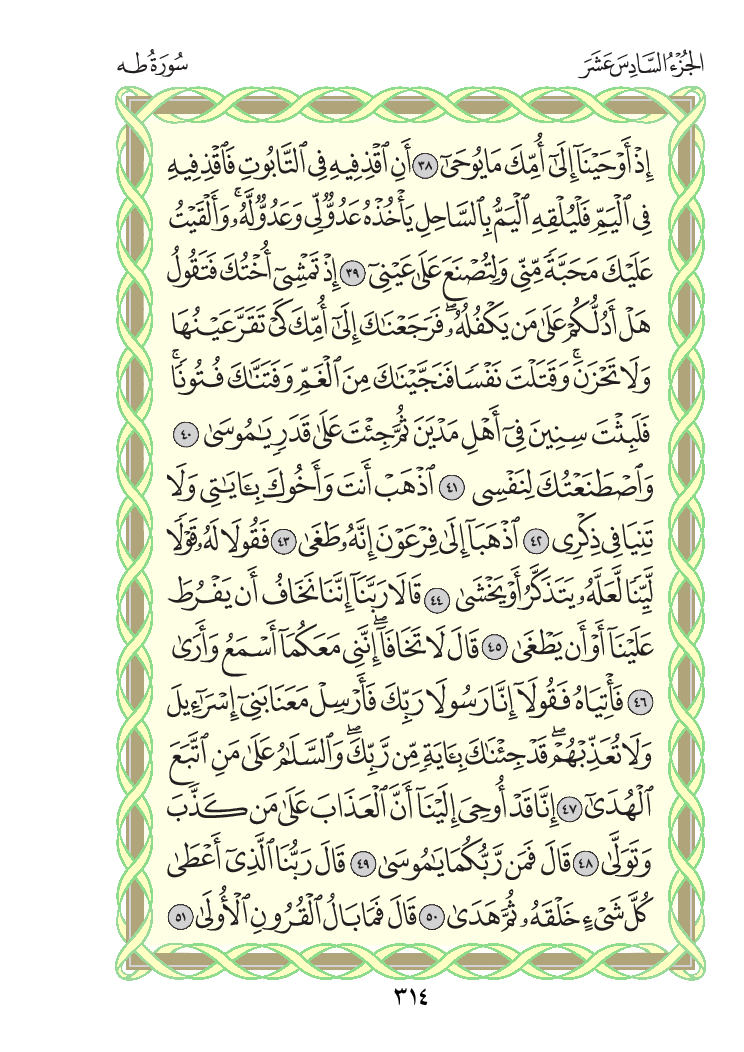 الجُزْءُ السَّادِسَ عَشَرَ
سُورَةُ طه
إِذْ أَوْحَيْنَآ إِلَىٰٓ أُمِّكَ مَا يُوحَىٰٓ ٣٨ أَنِ ٱقْذِفِيهِ فِى ٱلتَّابُوتِ فَٱقْذِفِيهِ
فِى ٱلْيَمِّ فَلْيُلْقِهِ ٱلْيَمُّ بِٱلسَّاحِلِ يَأْخُذْهُ عَدُوٌّ لِّى وَعَدُوٌّ لَّهُۥ ۚ وَأَلْقَيْتُ
عَلَيْكَ مَحَبَّةً مِّنِّى وَلِتُصْنَعَ عَلَىٰ عَيْنِىٓ ٣٩ إِذْ تَمْشِىٓ أُخْتُكَ فَتَقُولُ
هَلْ أَدُلُّكُمْ عَلَىٰ مَن يَكْفُلُهُۥ ۖ فَرَجَعْنَٰكَ إِلَىٰٓ أُمِّكَ كَىْ تَقَرَّ عَيْنُهَا
وَلَا تَحْزَنَ ۚ وَقَتَلْتَ نَفْسًا فَنَجَّيْنَٰكَ مِنَ ٱلْغَمِّ وَفَتَنَّٰكَ فُتُونًا ۚ
فَلَبِثْتَ سِنِينَ فِىٓ أَهْلِ مَدْيَنَ ثُمَّ جِئْتَ عَلَىٰ قَدَرٍ يَٰمُوسَىٰ ٤٠
وَٱصْطَنَعْتُكَ لِنَفْسِى ٤١ ٱذْهَبْ أَنتَ وَأَخُوكَ بِـَٔايَٰتِى وَلَا
تَنِيَا فِى ذِكْرِى ٤٢ ٱذْهَبَآ إِلَىٰ فِرْعَوْنَ إِنَّهُۥ طَغَىٰ ٤٣ فَقُولَا لَهُۥ قَوْلًا
لَّيِّنًا لَّعَلَّهُۥ يَتَذَكَّرُ أَوْ يَخْشَىٰ ٤٤ قَالَا رَبَّنَآ إِنَّنَا نَخَافُ أَن يَفْرُطَ
عَلَيْنَآ أَوْ أَن يَطْغَىٰ ٤٥ قَالَ لَا تَخَافَآ ۖ إِنَّنِى مَعَكُمَآ أَسْمَعُ وَأَرَىٰ
٤٦ فَأْتِيَاهُ فَقُولَآ إِنَّا رَسُولَا رَبِّكَ فَأَرْسِلْ مَعَنَا بَنِىٓ إِسْرَٰٓءِيلَ
وَلَا تُعَذِّبْهُمْ ۖ قَدْ جِئْنَٰكَ بِـَٔايَةٍ مِّن رَّبِّكَ ۖ وَٱلسَّلَٰمُ عَلَىٰ مَنِ ٱتَّبَعَ
ٱلْهُدَىٰٓ ٤٧ إِنَّا قَدْ أُوحِىَ إِلَيْنَآ أَنَّ ٱلْعَذَابَ عَلَىٰ مَن كَذَّبَ
وَتَوَلَّىٰ ٤٨ قَالَ فَمَن رَّبُّكُمَا يَٰمُوسَىٰ ٤٩ قَالَ رَبُّنَا ٱلَّذِىٓ أَعْطَىٰ
كُلَّ شَىْءٍ خَلْقَهُۥ ثُمَّ هَدَىٰ ٥٠ قَالَ فَمَا بَالُ ٱلْقُرُونِ ٱلْأُولَىٰ ٥١
٣١٤